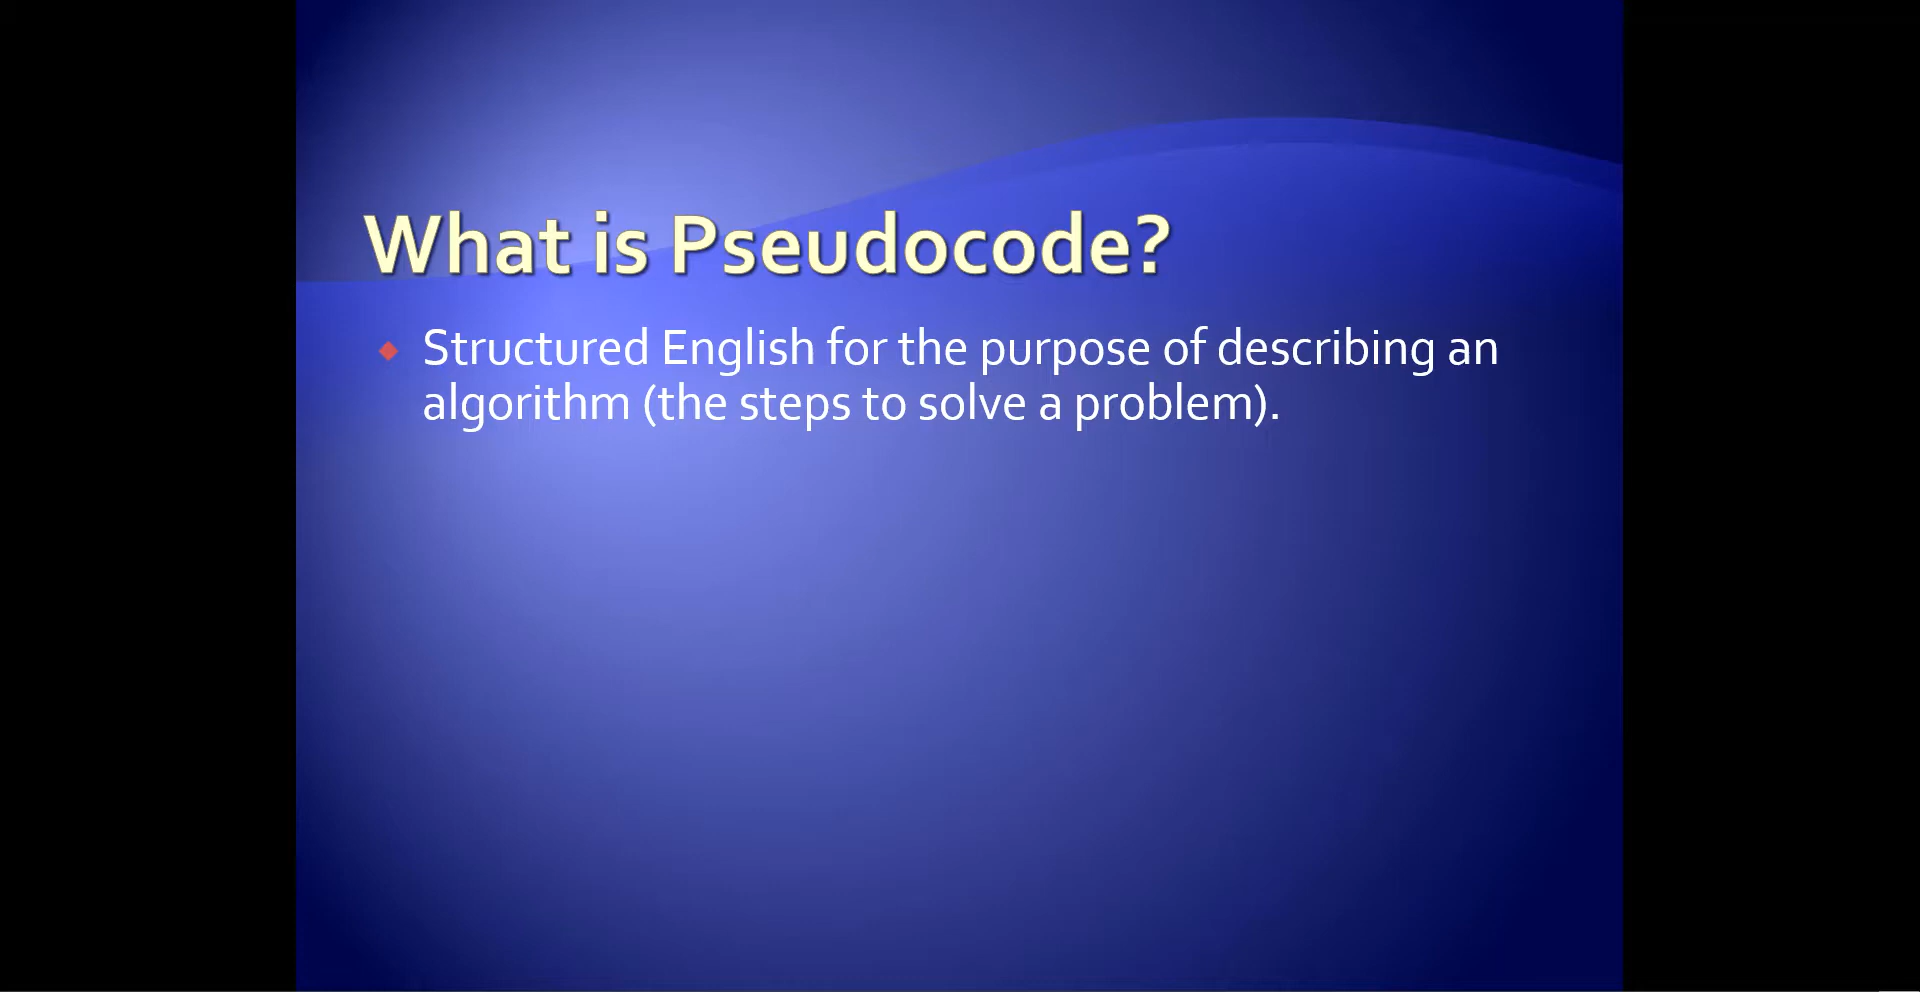 What is Pseudocode?
Structured English for the purpose of describing an
algorithm (the steps to solve a problem).